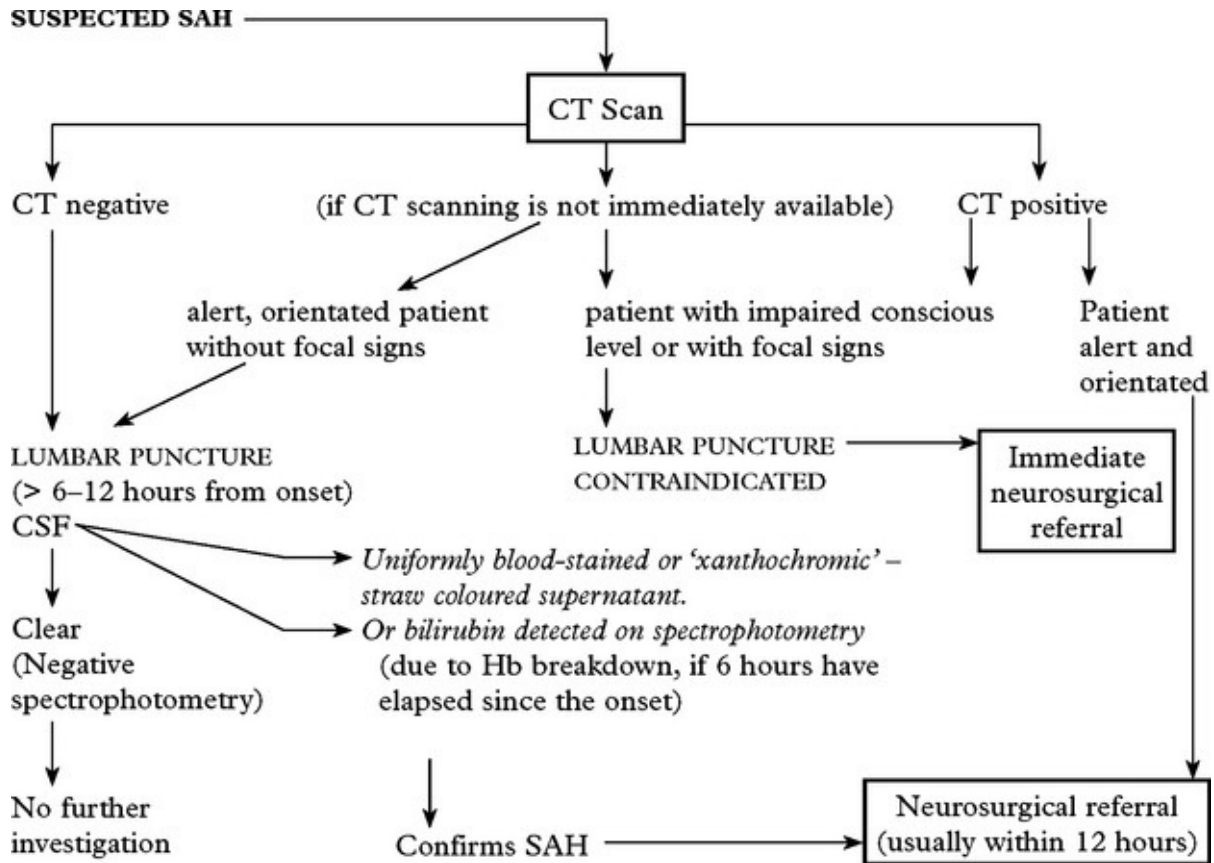 SUSPECTED SAH
CT Scan
CT negative
(if CT scanning is not immediately available)
CT positive
alert, orientated patient
without focal signs
patient with impaired conscious
level or with focal signs
Patient
alert and
orientated
LUMBAR PUNCTURE
(> 6–12 hours from onset)
CSF
LUMBAR PUNCTURE
CONTRAINDICATED
Immediate
neurosurgical
referral
Uniformly blood-stained or ‘xanthochromic’ –
straw coloured supernatant.
Or bilirubin detected on spectrophotometry
(due to Hb breakdown, if 6 hours have
elapsed since the onset)
Clear
(Negative
spectrophotometry)
No further
investigation
Confirms SAH
Neurosurgical referral
(usually within 12 hours)